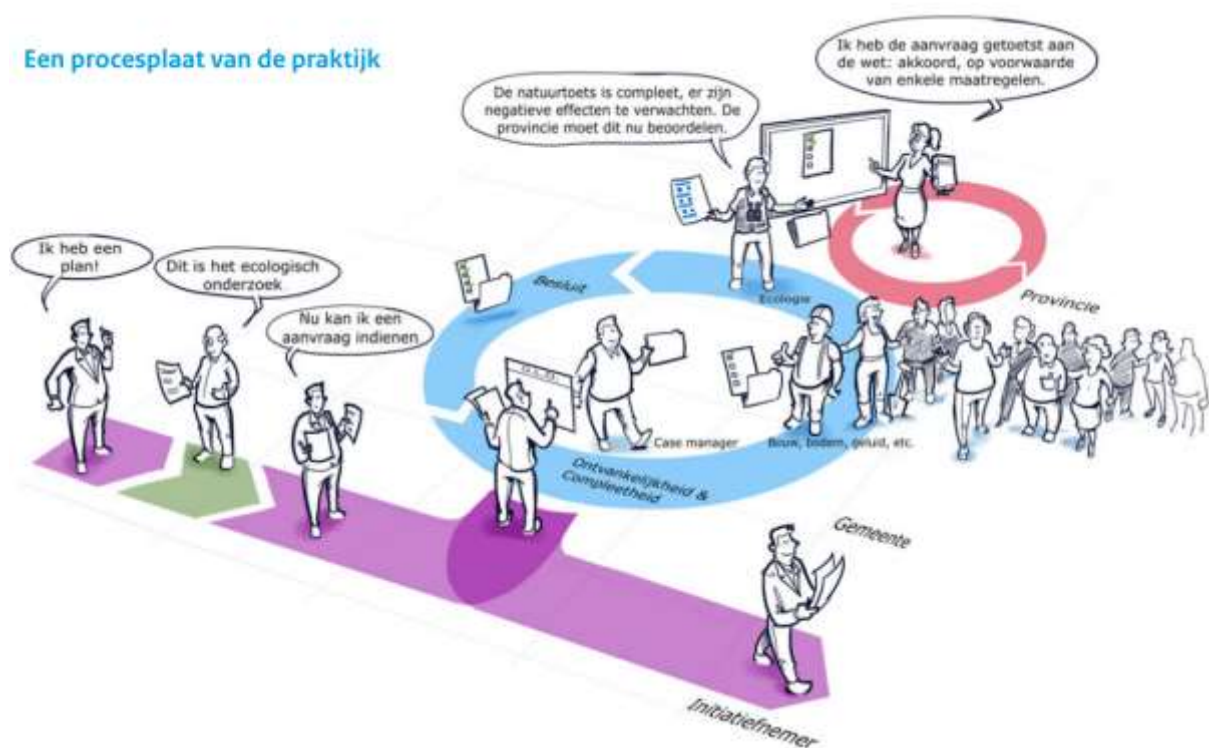 Een procesplaat van de praktijk
Ik heb de aanvraag getoetst aan
de wet: akkoord, op voorwaarde
van enkele maatregelen.
De natuurtoets is compleet, er zijn
negatieve effecten te verwachten. De
provincie moet dit nu beoordelen.
Ik heb een
plan!
Dit is het ecologisch
onderzoek
Nu kan ik een
aanvraag indienen
Besluit
Ecologie
Provincie
Case manager
Bouw, bodem, geluid, etc.
Ontvankelijkheid &
Compleetheid
Gemeente
Initiatiefnemer